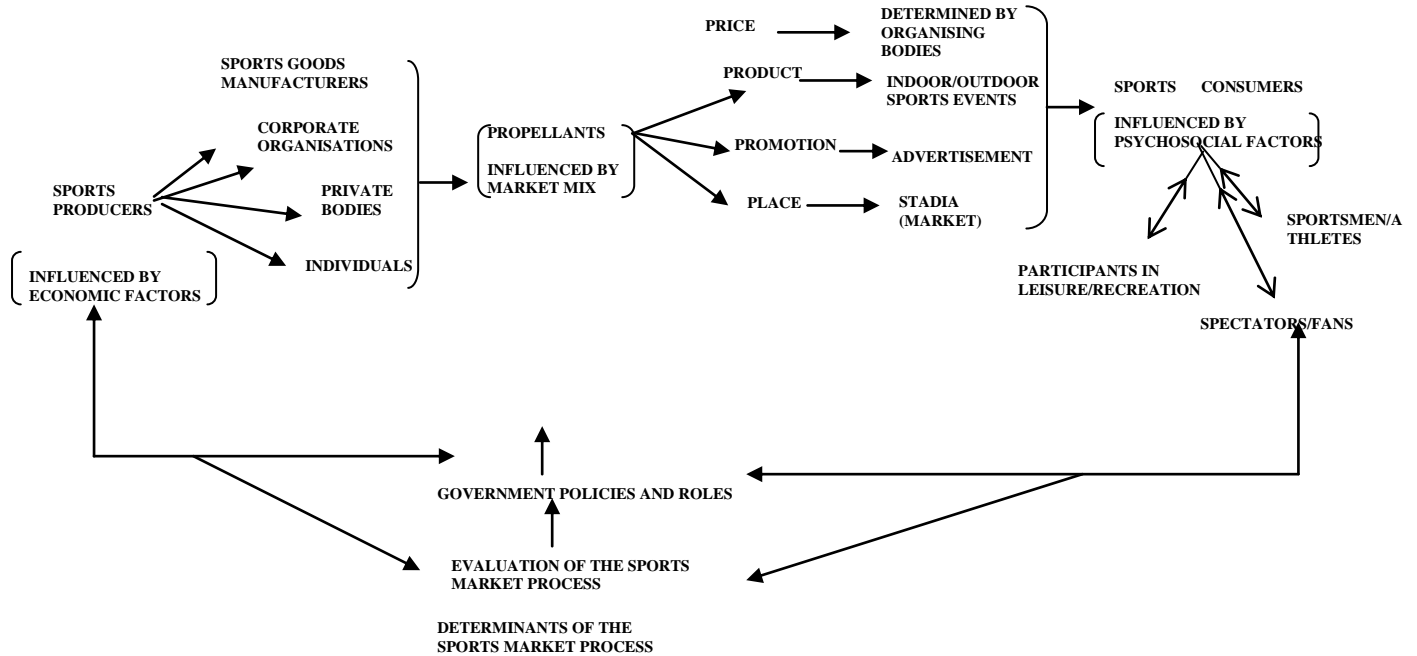 SPORTS GOODS
MANUFACTURERS
CORPORATE
ORGANISATIONS
SPORTS
PRODUCERS
PRIVATE
BODIES
INDIVIDUALS
INFLUENCED BY
ECONOMIC FACTORS
PROPELLANTS
INFLUENCED BY
MARKET MIX
PRICE
DETERMINED BY
ORGANISING
BODIES
PRODUCT
INDOOR/OUTDOOR
SPORTS EVENTS
PROMOTION
ADVERTISEMENT
PLACE
STADIA
(MARKET)
SPORTS CONSUMERS
INFLUENCED BY
PSYCHOSOCIAL FACTORS
SPORTSMEN/A
THLETES
PARTICIPANTS IN
LEISURE/RECREATION
SPECTATORS/FANS
GOVERNMENT POLICIES AND ROLES
EVALUATION OF THE SPORTS
MARKET PROCESS
DETERMINANTS OF THE
SPORTS MARKET PROCESS